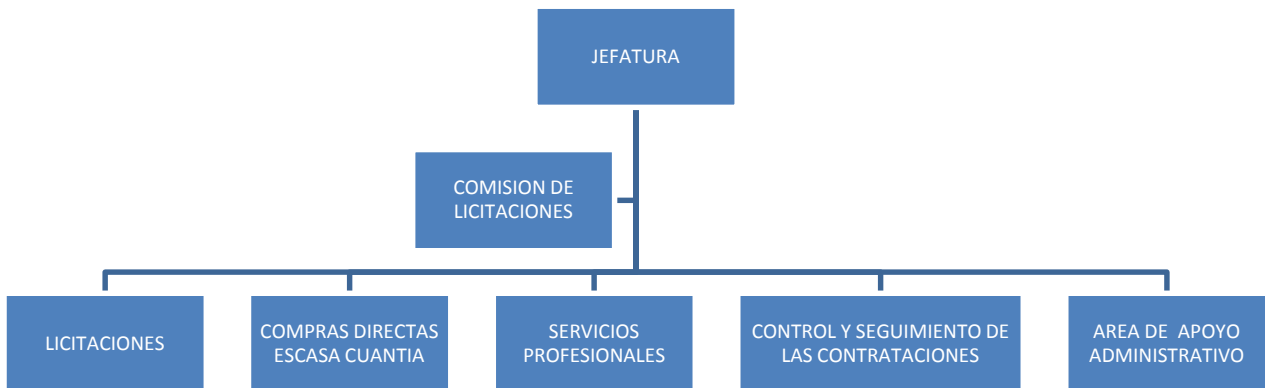 JEFATURA
COMISION DE
LICITACIONES
LICITACIONES
COMPRAS DIRECTAS
ESCASA CUANTIA
SERVICIOS
PROFESIONALES
CONTROL Y SEGUIMIENTO DE
LAS CONTRATACIONES
AREA DE APOYO
ADMINISTRATIVO